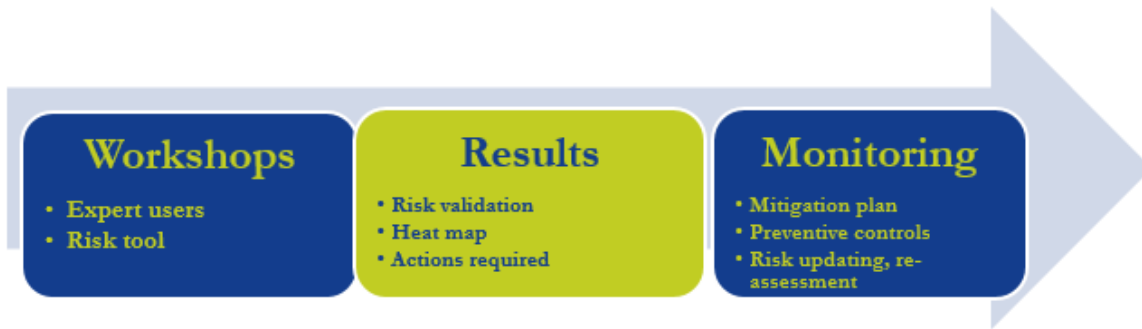 Workshops
• Expert users
• Risk tool
Results
• Risk validation
• Heat map
• Actions required
Monitoring
• Mitigation plan
• Preventive controls
• Risk updating, re-
assessment